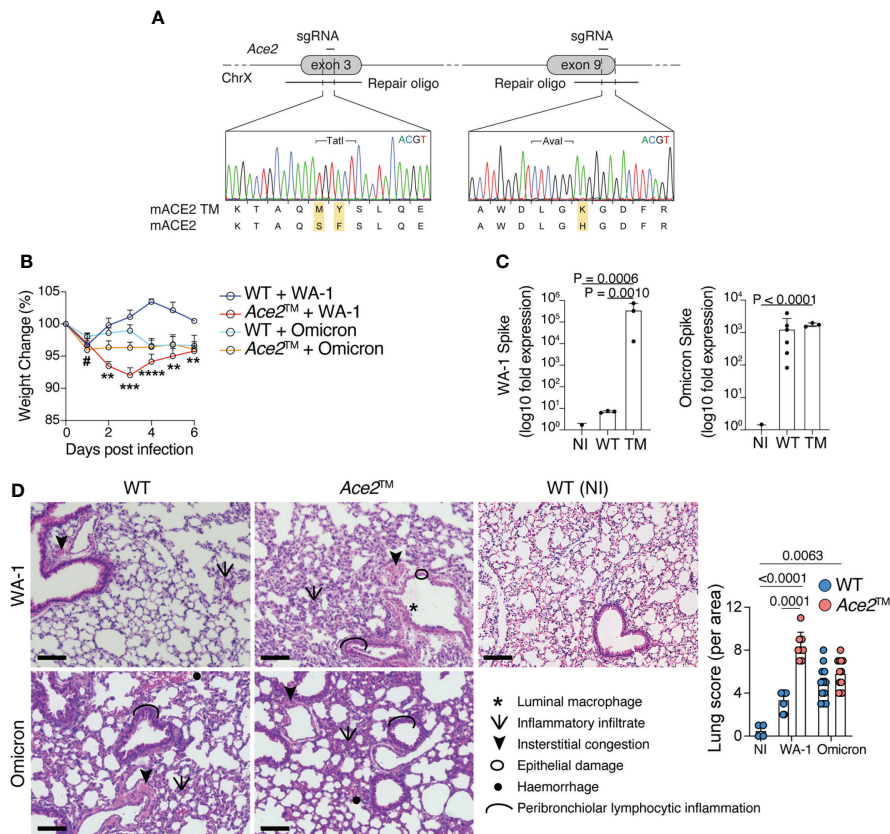 A
sgRNA
sgRNA
Ace2
exon 3
exon 9
ChrX
Repair oligo
Repair oligo
TatI
ACGT
AvaI
ACGT
mACE2 TM K T A Q M Y S L Q E A W D L G K G D F R
mACE2 K T A Q S F S L Q E A W D L G H G D F R
B
Weight Change (%)
105
100
95
90
85
0 2 4 6
Days post infection
# ** *** **** ** **
WT + WA-1
Ace2TM + WA-1
WT + Omicron
Ace2TM + Omicron
C
WA-1 Spike
(log10 fold expression)
P = 0.0006
P = 0.0010
10^6
10^5
10^4
10^3
10^2
10^1
10^0
NI WT TM
Omicron Spike
(log10 fold expression)
P < 0.0001
10^4
10^3
10^2
10^1
10^0
NI WT TM
D
WT
Ace2TM
WT (NI)
WA-1
*
Omicron
* Luminal macrophage
Inflammatory infiltrate
Insterstitial congestion
Epithelial damage
Haemorrhage
Peribronchiolar lymphocytic inflammation
Lung score (per area)
0.0063
<0.0001
0.0001
WT
Ace2TM
12
8
4
0
NI WA-1 Omicron